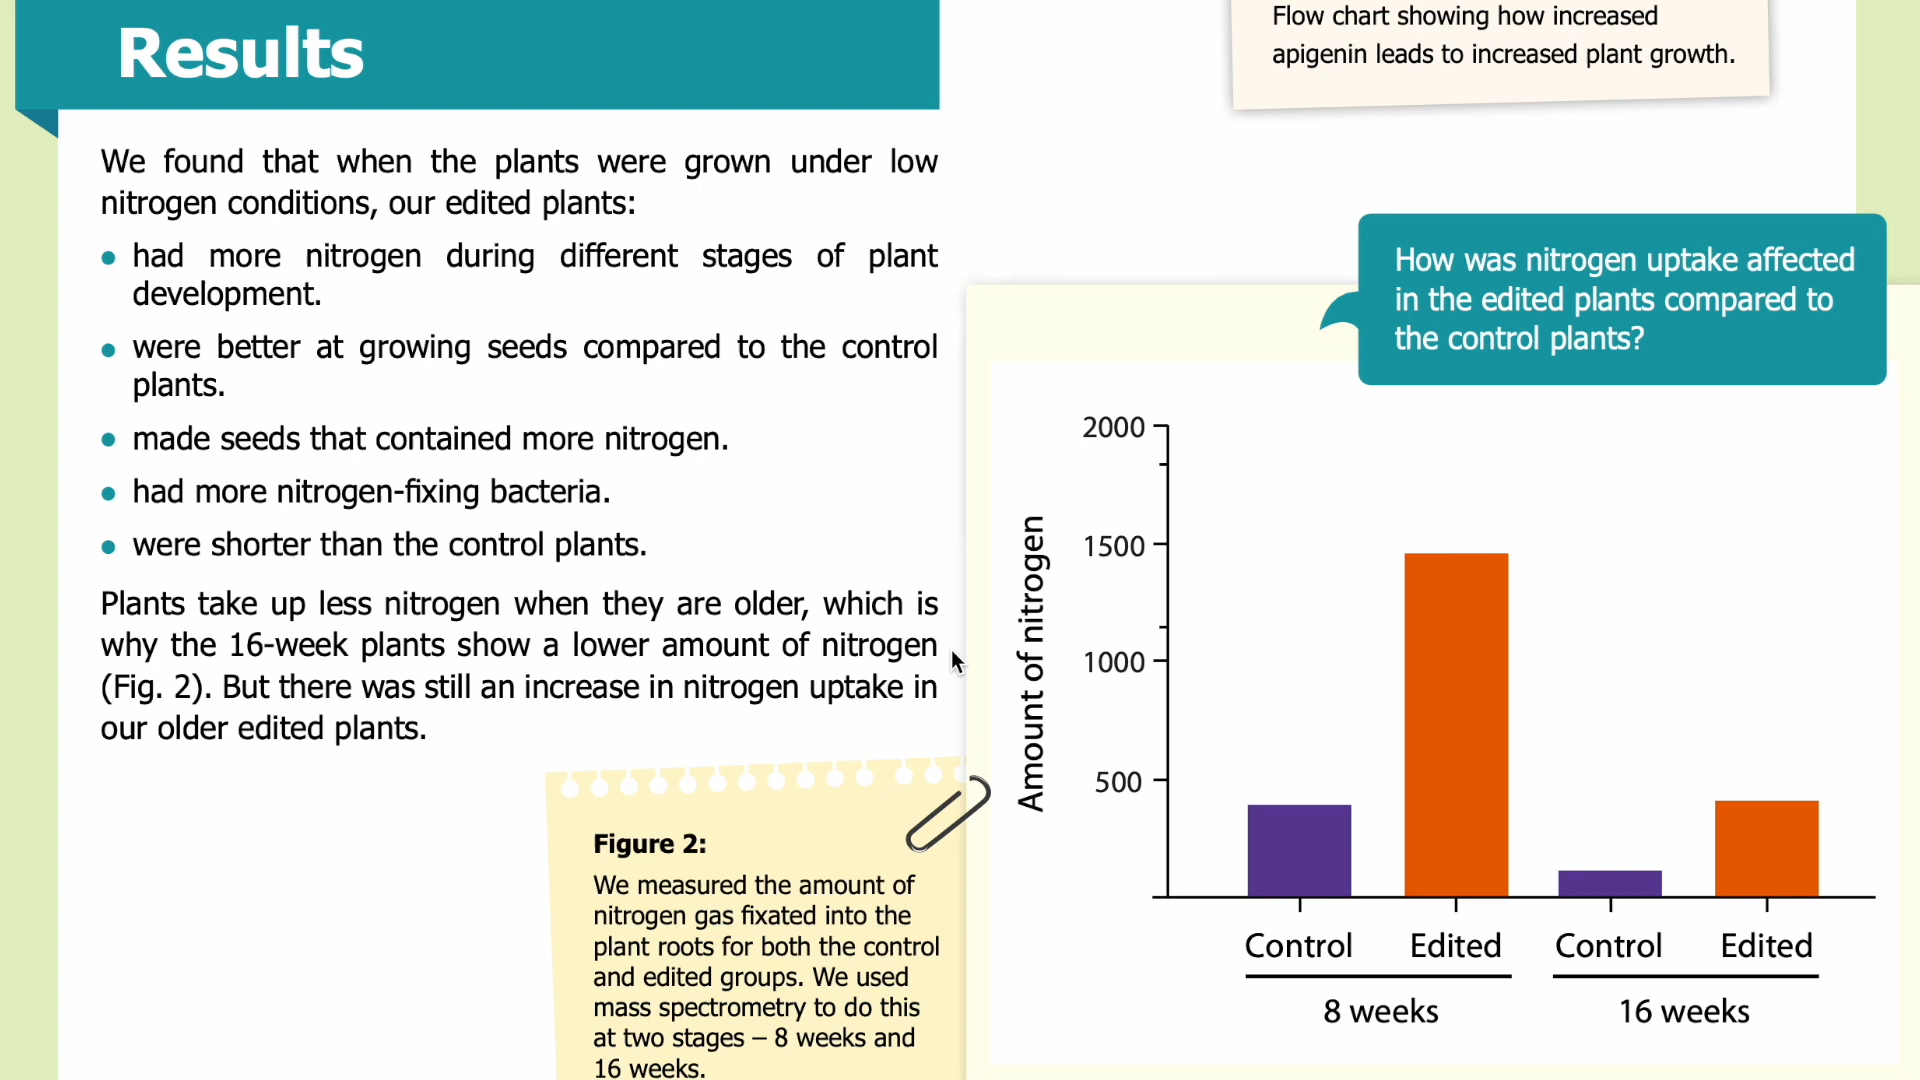 Results
We found that when the plants were grown under low
nitrogen conditions, our edited plants:
• had more nitrogen during different stages of plant
development.
• were better at growing seeds compared to the control
plants.
• made seeds that contained more nitrogen.
• had more nitrogen-fixing bacteria.
• were shorter than the control plants.
Plants take up less nitrogen when they are older, which is
why the 16-week plants show a lower amount of nitrogen
(Fig. 2). But there was still an increase in nitrogen uptake in
our older edited plants.
Figure 2:
We measured the amount of
nitrogen gas fixated into the
plant roots for both the control
and edited groups. We used
mass spectrometry to do this
at two stages – 8 weeks and
16 weeks.
Flow chart showing how increased
apigenin leads to increased plant growth.
How was nitrogen uptake affected
in the edited plants compared to
the control plants?
Amount of nitrogen
2000
1500
1000
500
Control Edited Control Edited
8 weeks 16 weeks